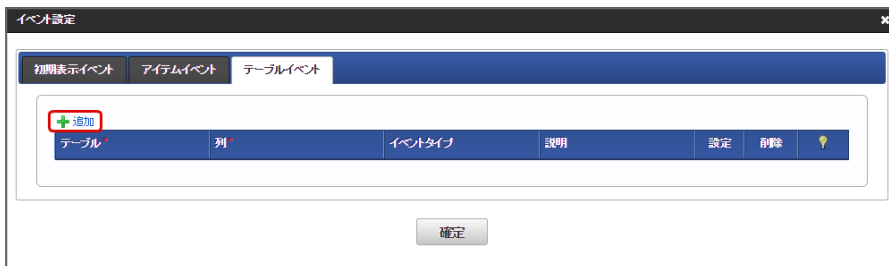 イベント設定
初期表示イベント アイテムイベント テーブルイベント
追加
テーブル* 列* イベントタイプ 説明 設定 削除
確定